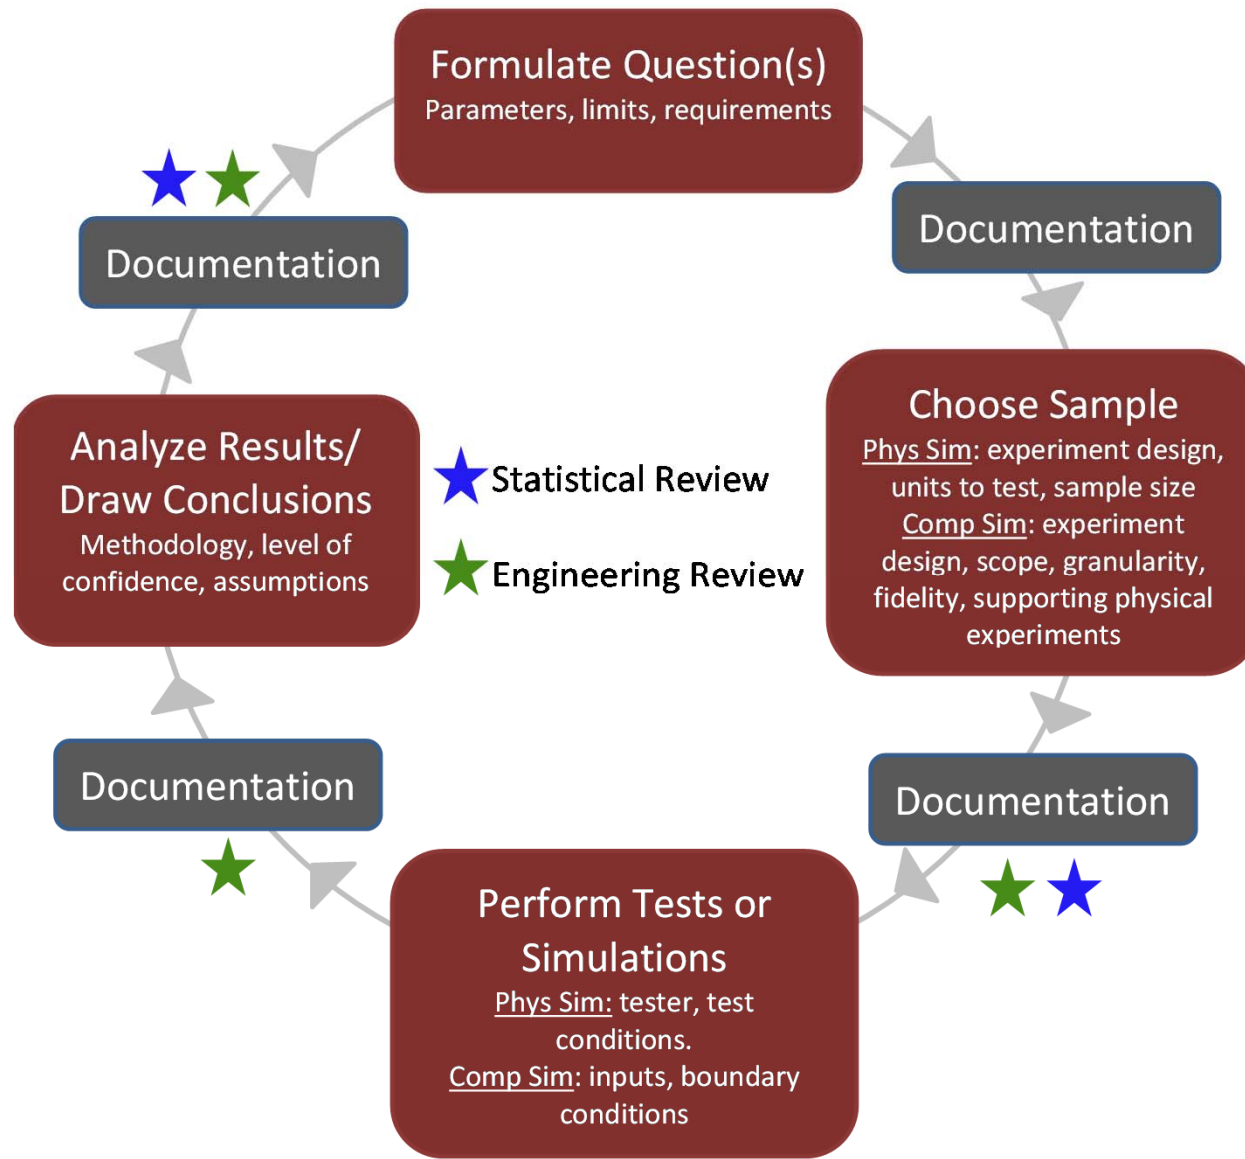 Formulate Question(s)
Parameters, limits, requirements
Documentation
Choose Sample
Phys Sim: experiment design,
units to test, sample size
Comp Sim: experiment
design, scope, granularity,
fidelity, supporting physical
experiments
Documentation
Perform Tests or
Simulations
Phys Sim: tester, test
conditions.
Comp Sim: inputs, boundary
conditions
Documentation
Analyze Results/
Draw Conclusions
Methodology, level of
confidence, assumptions
Documentation
Statistical Review
Engineering Review